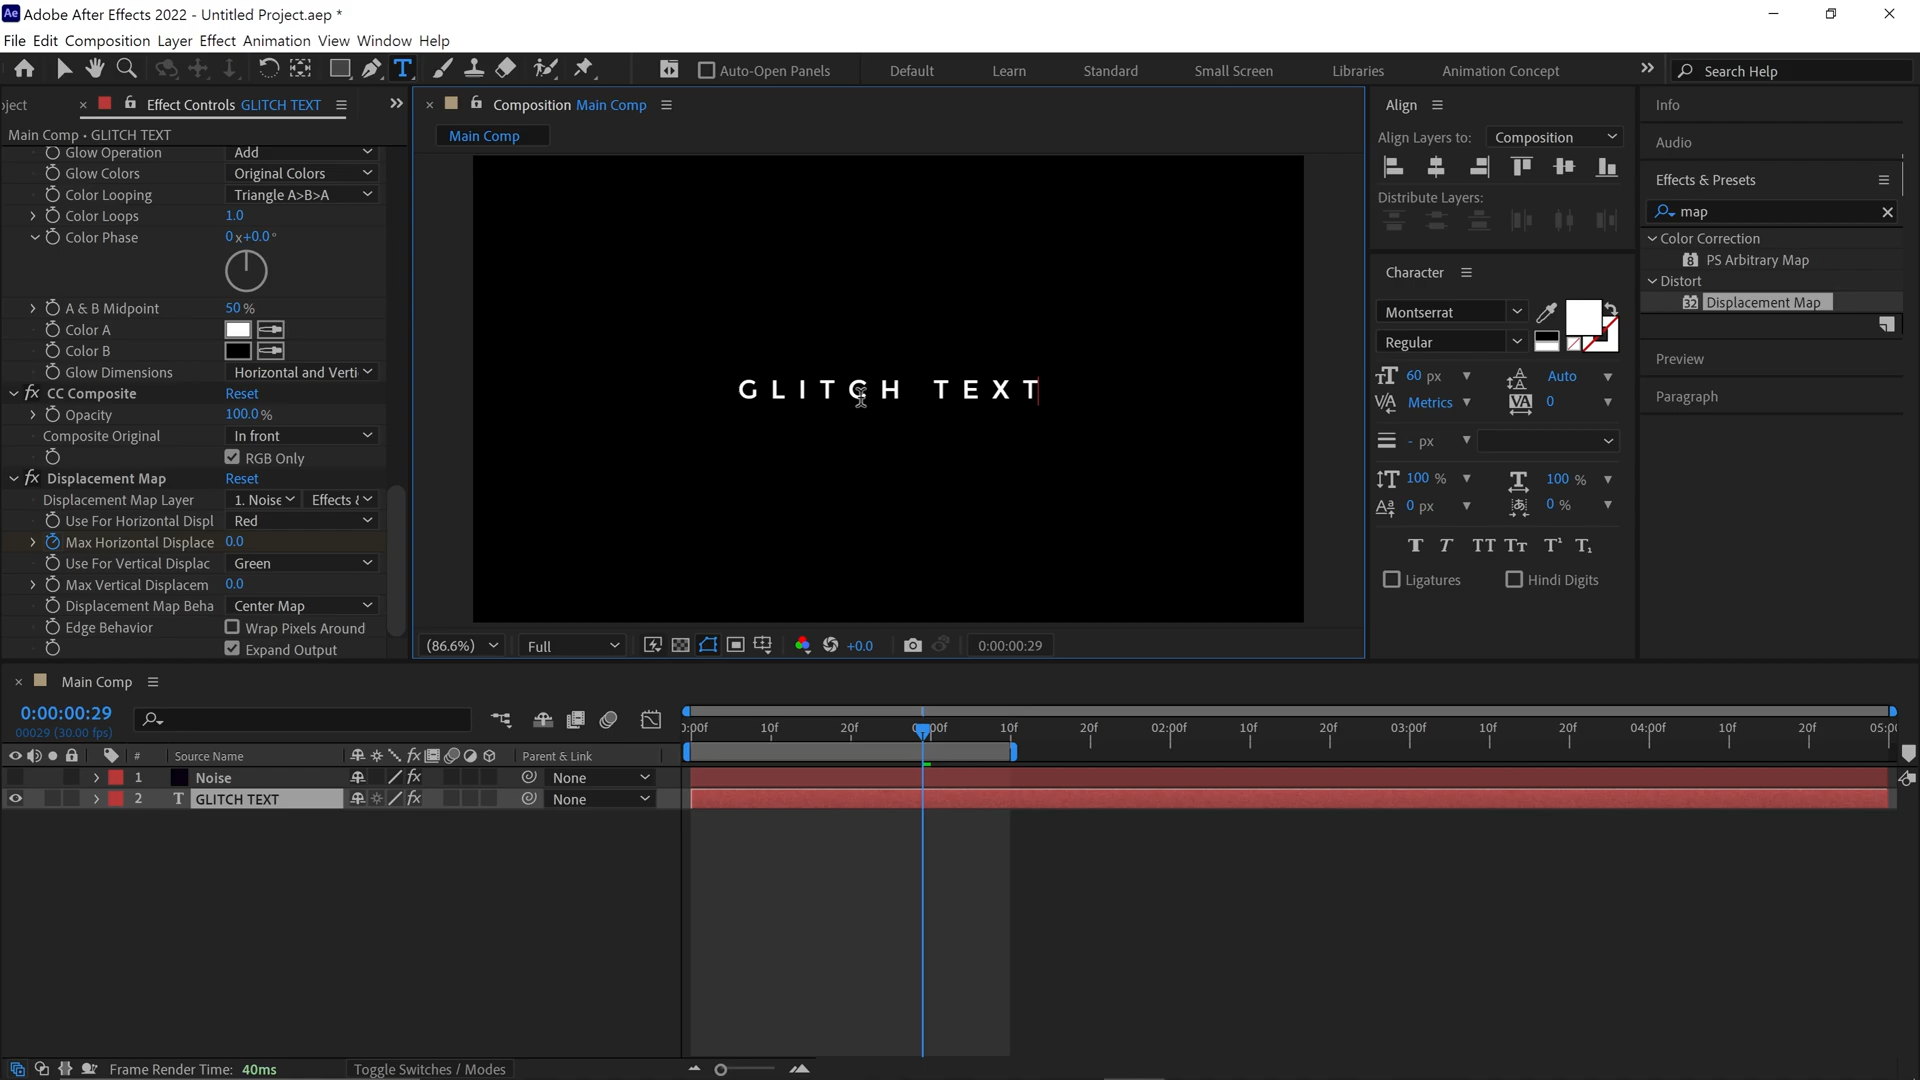 Adobe After Effects 2022 - Untitled Project.aep *
File Edit Composition Layer Effect Animation View Window Help
Auto-Open Panels
Default
Learn
Standard
Small Screen
Libraries
Animation Concept
Search Help
oject
Effect Controls GLITCH TEXT
Main Comp • GLITCH TEXT
Glow Operation Add
Glow Colors Original Colors
Color Looping Triangle A>B>A
Color Loops 1.0
Color Phase 0x+0.0°
A & B Midpoint 50 %
Color A
Color B
Glow Dimensions Horizontal and Verti
fx CC Composite Reset
Opacity 100.0 %
Composite Original In front
RGB Only
fx Displacement Map Reset
Displacement Map Layer 1. Noise Effects &
Use For Horizontal Displ Red
Max Horizontal Displace 0.0
Use For Vertical Displac Green
Max Vertical Displacem 0.0
Displacement Map Beha Center Map
Edge Behavior Wrap Pixels Around
Expand Output
Composition Main Comp
Main Comp
GLITCH TEXT
(86.6%)
Full
+0.0
0:00:00:29
Align
Align Layers to: Composition
Distribute Layers:
Character
Montserrat
Regular
60 px
Auto
Metrics
0
- px
100 %
100 %
0 px
0 %
Ligatures
Hindi Digits
Info
Audio
Effects & Presets
map
Color Correction
PS Arbitrary Map
Distort
32 Displacement Map
Preview
Paragraph
Main Comp
0:00:00:29
00029 (30.00 fps)
# Source Name
fx
Parent & Link
1 Noise fx None
2 T GLITCH TEXT fx None
):00f 10f 20f 10f 20f 02:00f 10f 20f 03:00f 10f 20f 04:00f 10f 20f 05:0(
Frame Render Time: 40ms
Toggle Switches / Modes